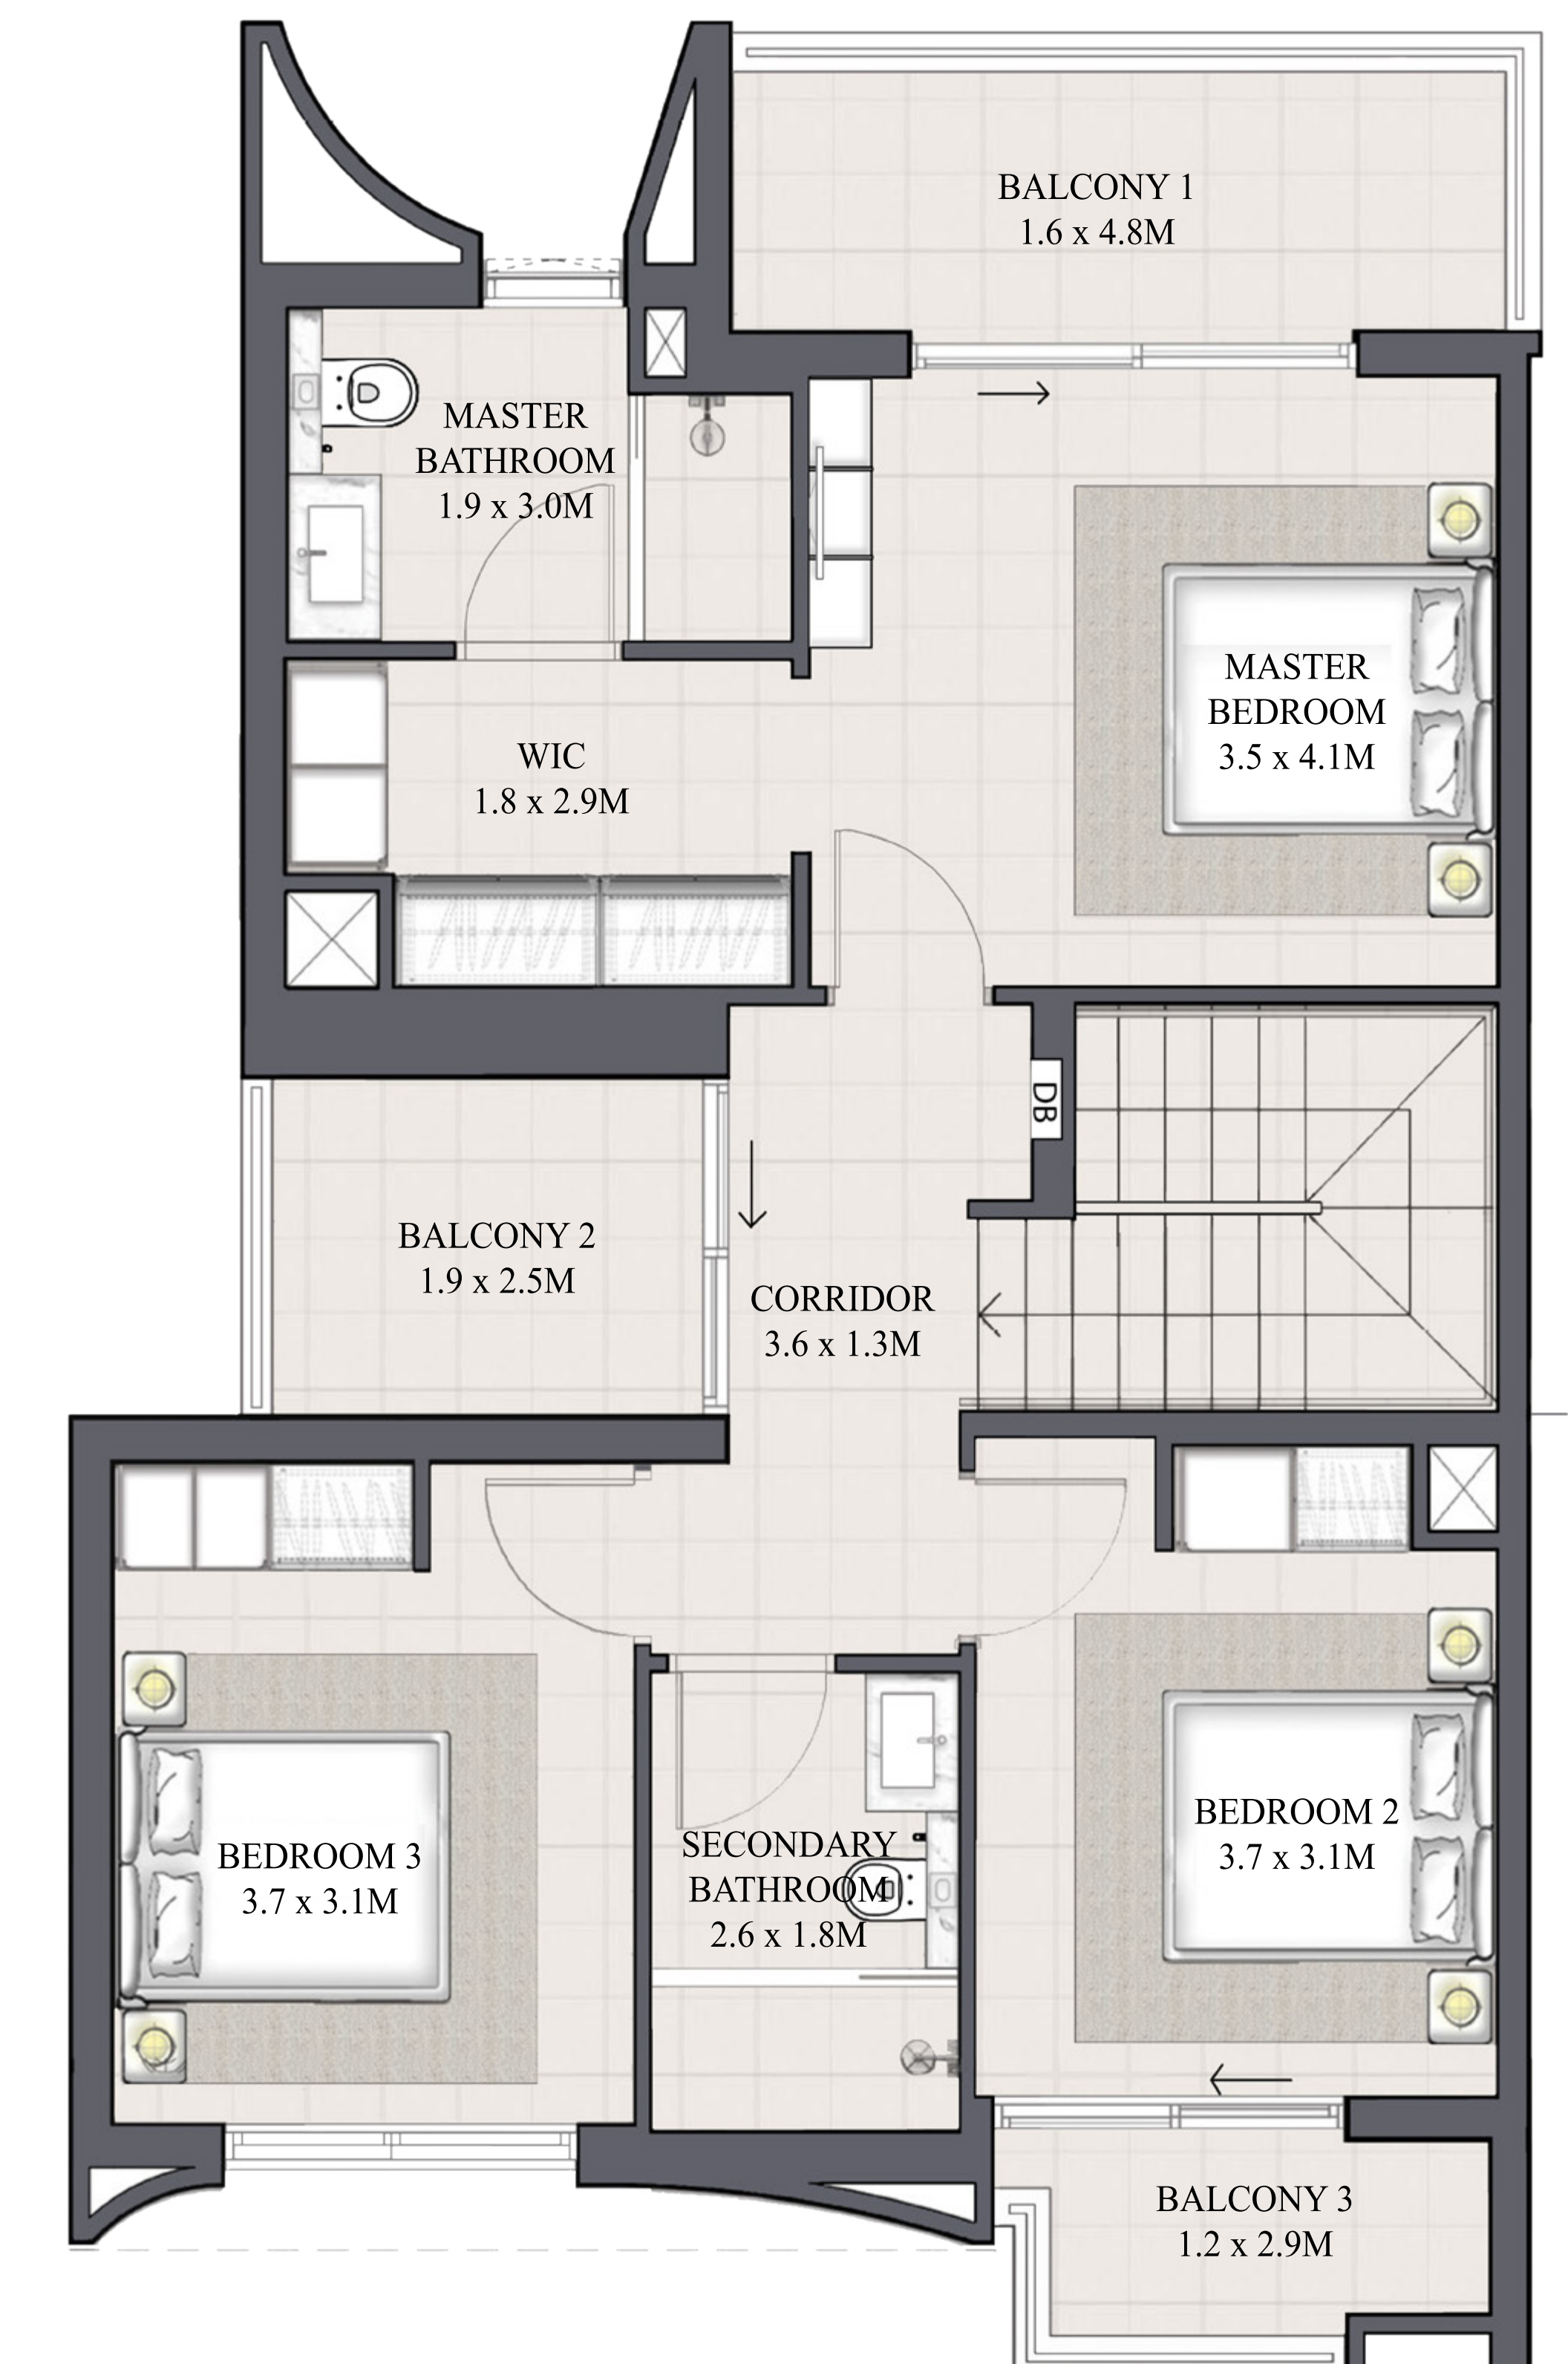 BALCONY 1
1.6 x 4.8M
MASTER
BATHROOM
1.9 x 3.0M
MASTER
BEDROOM
3.5 x 4.1M
WIC
1.8 x 2.9M
DB
BALCONY 2
1.9 x 2.5M
CORRIDOR
3.6 x 1.3M
BEDROOM 3
3.7 x 3.1M
SECONDARY
BATHROOM
2.6 x 1.8M
BEDROOM 2
3.7 x 3.1M
BALCONY 3
1.2 x 2.9M